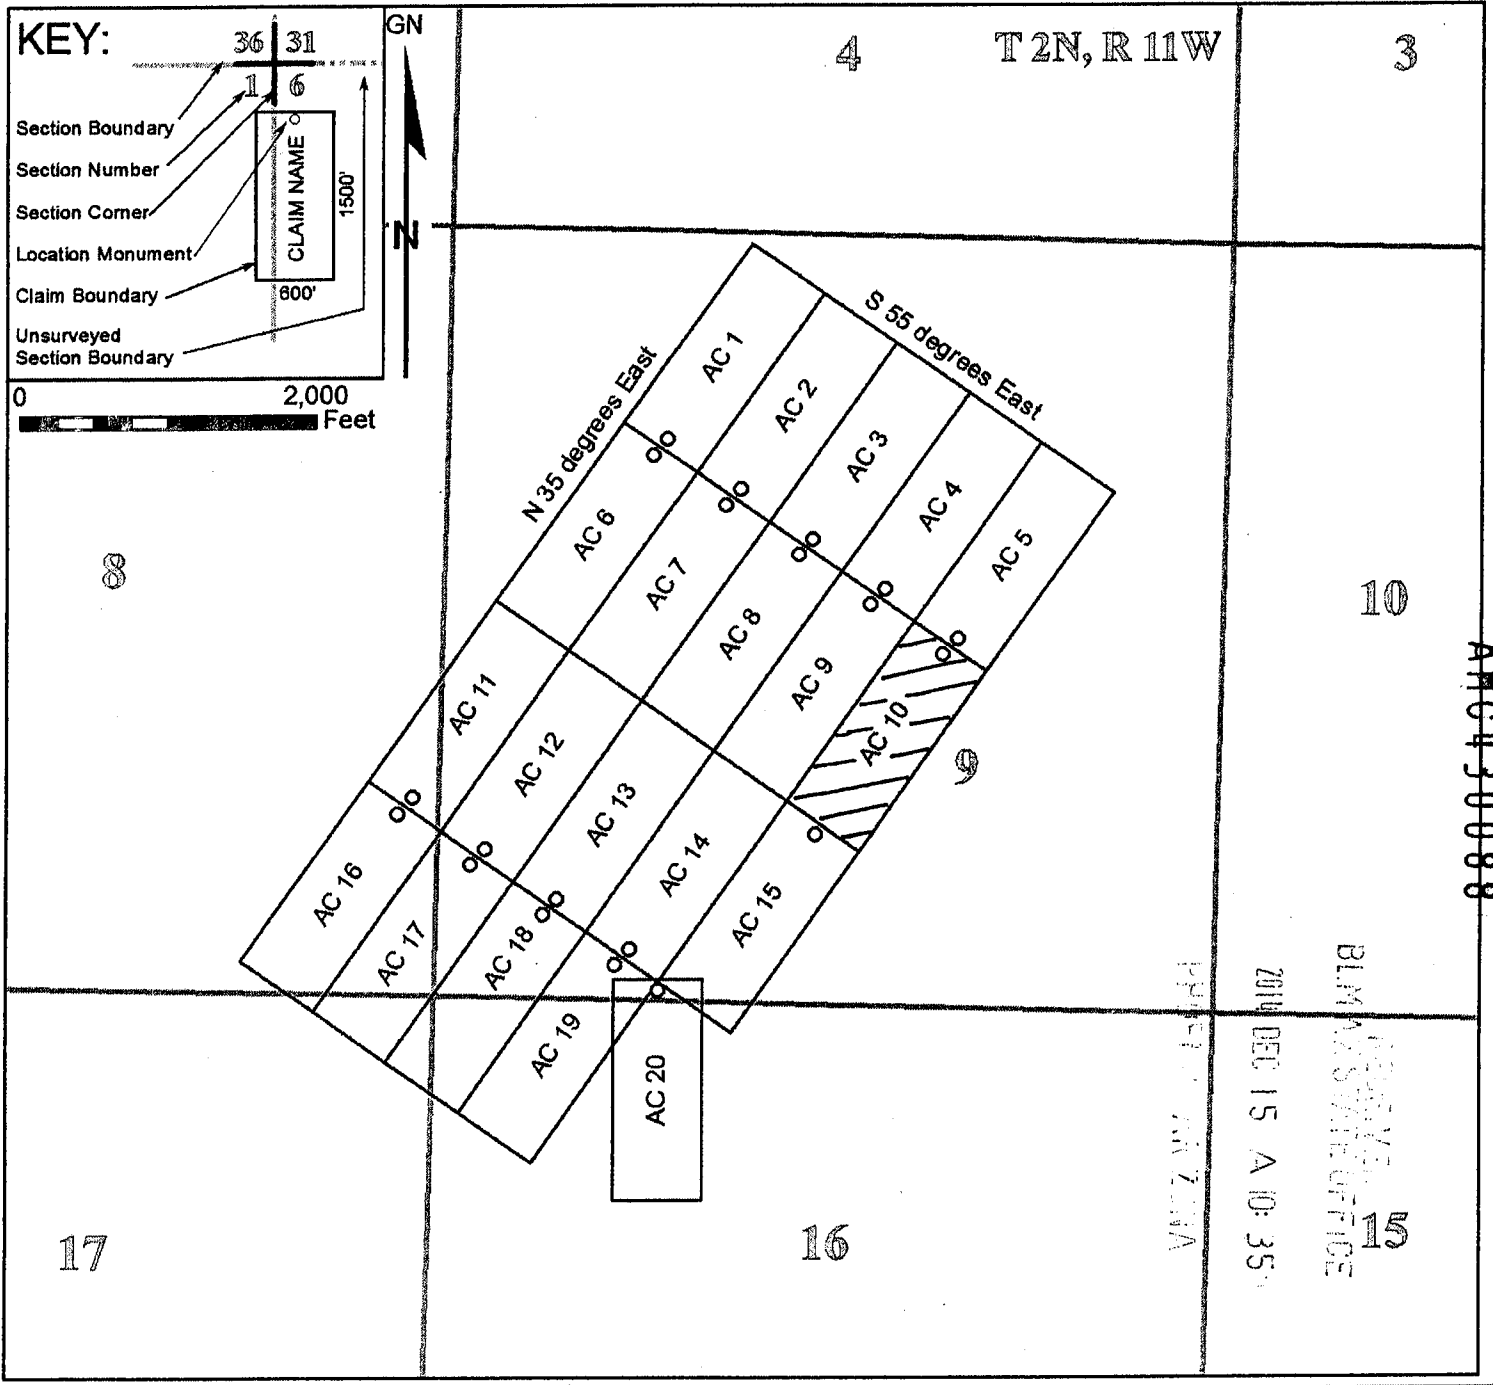 KEY:
36 31
1 6
Section Boundary
Section Number
Section Corner
Location Monument
Claim Boundary
Unsurveyed
Section Boundary
CLAIM NAME
1500'
600'
GN
N
0 2,000
Feet
4
T 2N, R 11W
3
N 35 degrees East
S 55 degrees East
AC 1
AC 2
AC 3
AC 4
AC 5
AC 6
AC 7
AC 8
AC 9
AC 10
AC 11
AC 12
AC 13
AC 14
AC 15
AC 16
AC 17
AC 18
AC 19
AC 20
8
9
10
17
16
15
AMC430088
BLM AZ STATE OFFICE
2014 DEC 15 A 10:35